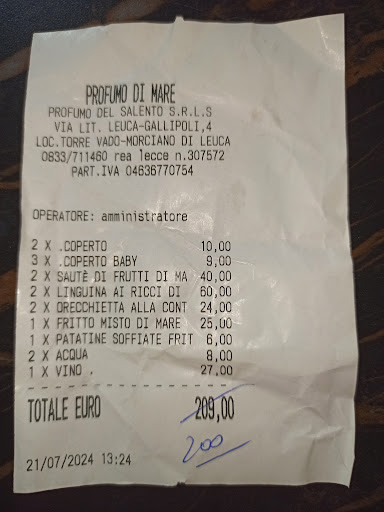 PROFUMO DI MARE
PROFUMO DEL SALENTO S.R.L.S
VIA LIT. LEUCA-GALLIPOLI,4
LOC.TORRE VADO-MORCIANO DI LEUCA
0833/711460 rea lecce n.307572
PART.IVA 04636770754
OPERATORE: amministratore
2 X .COPERTO 10,00
3 X .COPERTO BABY 9,00
2 X SAUTÈ DI FRUTTI DI MA 40,00
2 X LINGUINA AI RICCI DI 60,00
2 X ORECCHIETTA ALLA CONT 24,00
1 X FRITTO MISTO DI MARE 25,00
1 X PATATINE SOFFIATE FRIT 6,00
2 X ACQUA 8,00
1 X VINO . 27,00
TOTALE EURO 209,00
200
21/07/2024 13:24